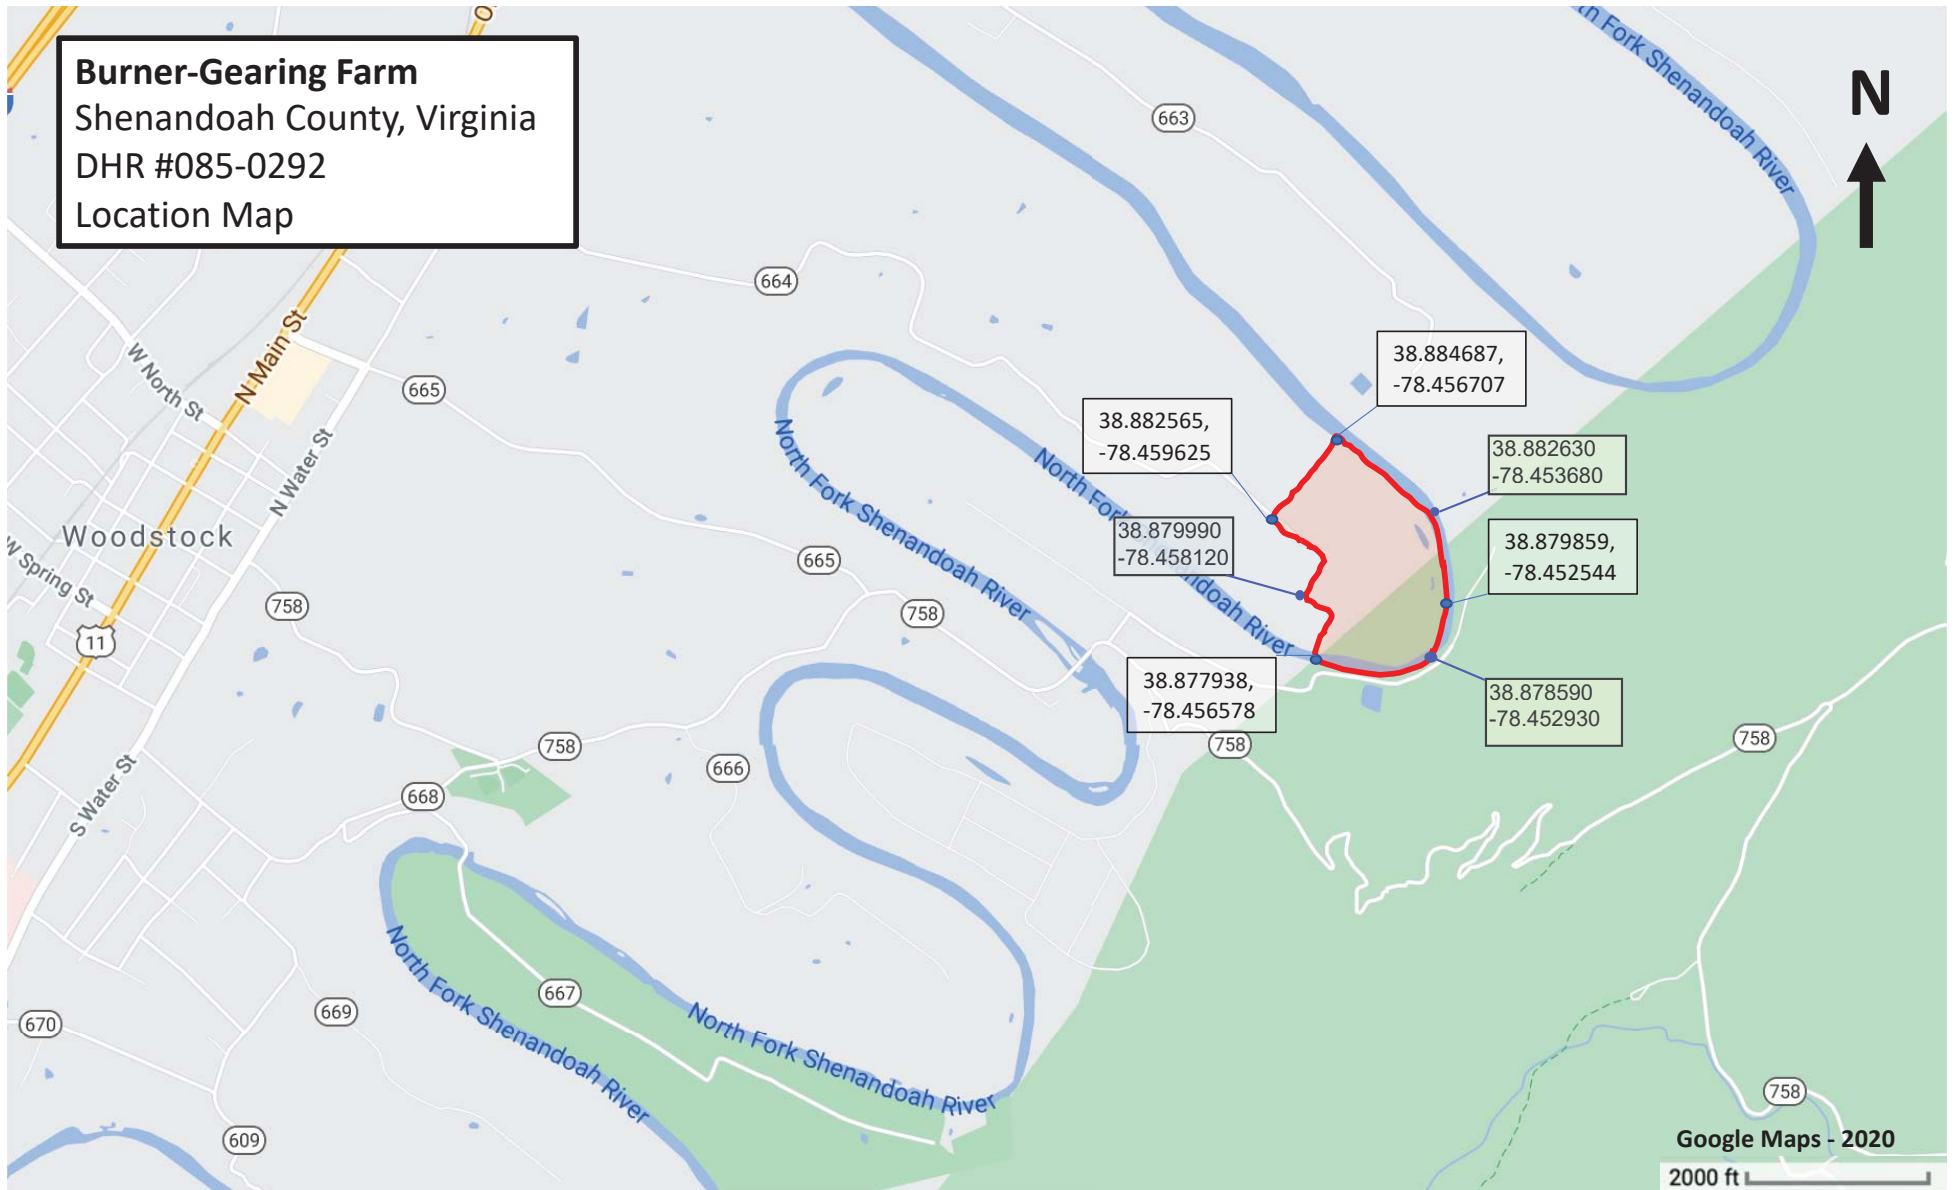 Burner-Gearing Farm
Shenandoah County, Virginia
DHR #085-0292
Location Map
N
North Fork Shenandoah River
663
664
665
N Main St
W North St
N Water St
Woodstock
W Spring St
11
758
665
758
North Fork Shenandoah River
North Fork Shenandoah River
38.884687,
-78.456707
38.882565,
-78.459625
38.882630
-78.453680
38.879990
-78.458120
38.879859,
-78.452544
38.877938,
-78.456578
38.878590
-78.452930
758
758
758
666
668
S Water St
667
669
670
609
North Fork Shenandoah River
North Fork Shenandoah River
758
Google Maps - 2020
2000 ft